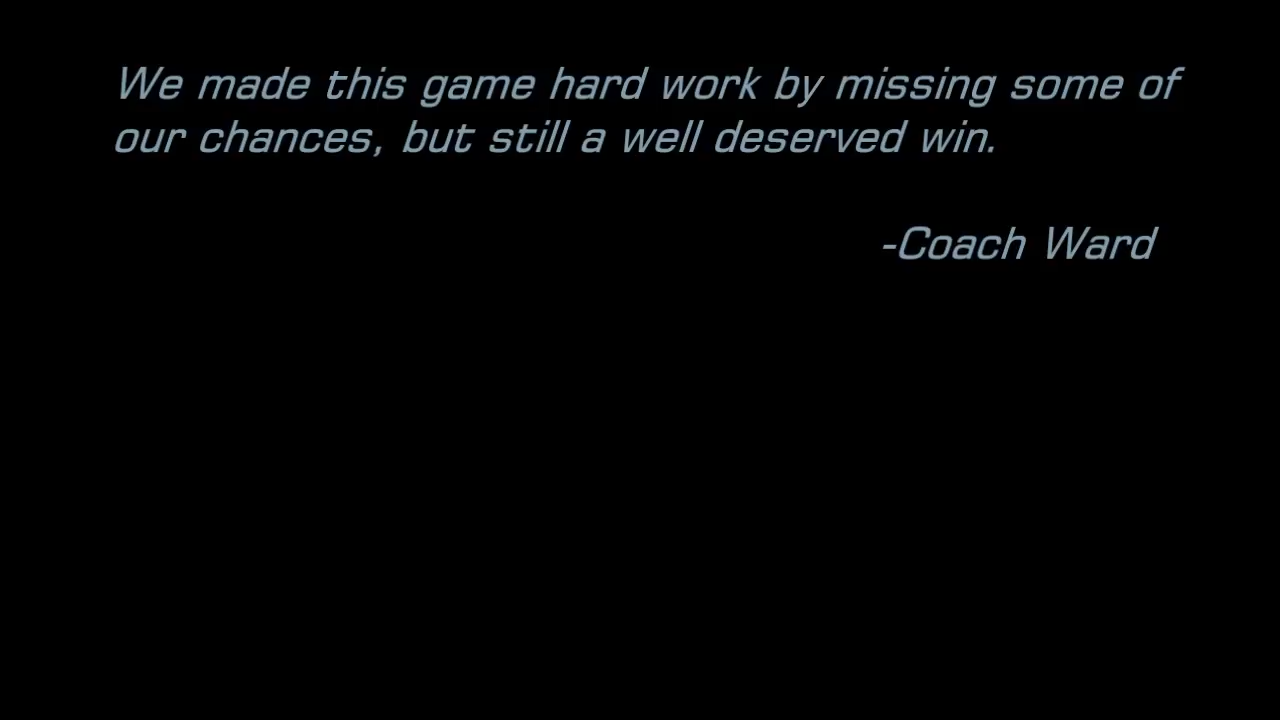 We made this game hard work by missing some of
our chances, but still a well deserved win.
-Coach Ward